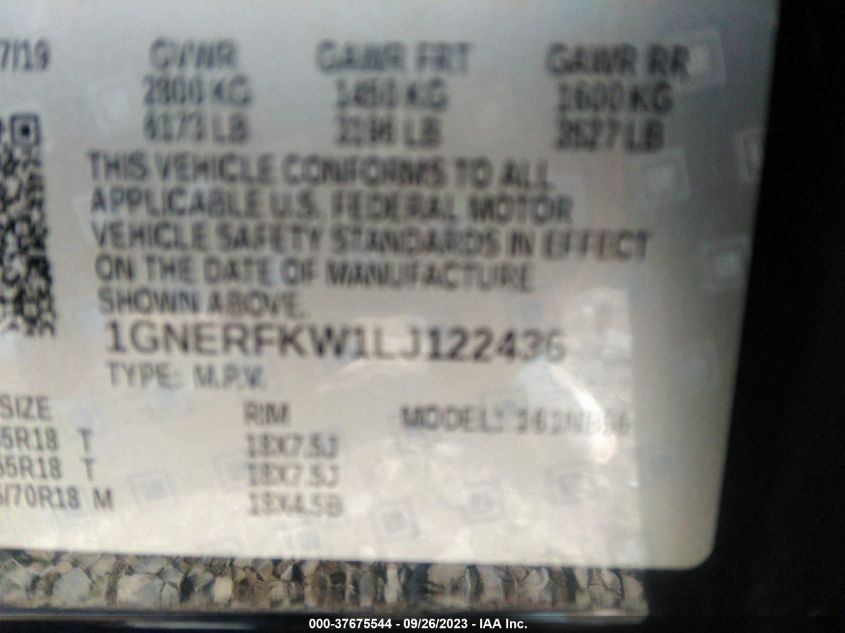 7/19 GVWR GAWR FRT GAWR RR
2800 KG 1450 KG 1600 KG
6173 LB 3196 LB 3527 LB
THIS VEHICLE CONFORMS TO ALL
APPLICABLE U.S. FEDERAL MOTOR
VEHICLE SAFETY STANDARDS IN EFFECT
ON THE DATE OF MANUFACTURE
SHOWN ABOVE.
1GNERFKW1LJ122436
TYPE: M.P.V.
SIZE RIM MODEL:
5R18 T 18X7.5J
55R18 T 18X7.5J
/70R18 M 18X4.5B
000-37675544 - 09/26/2023 - IAA Inc.